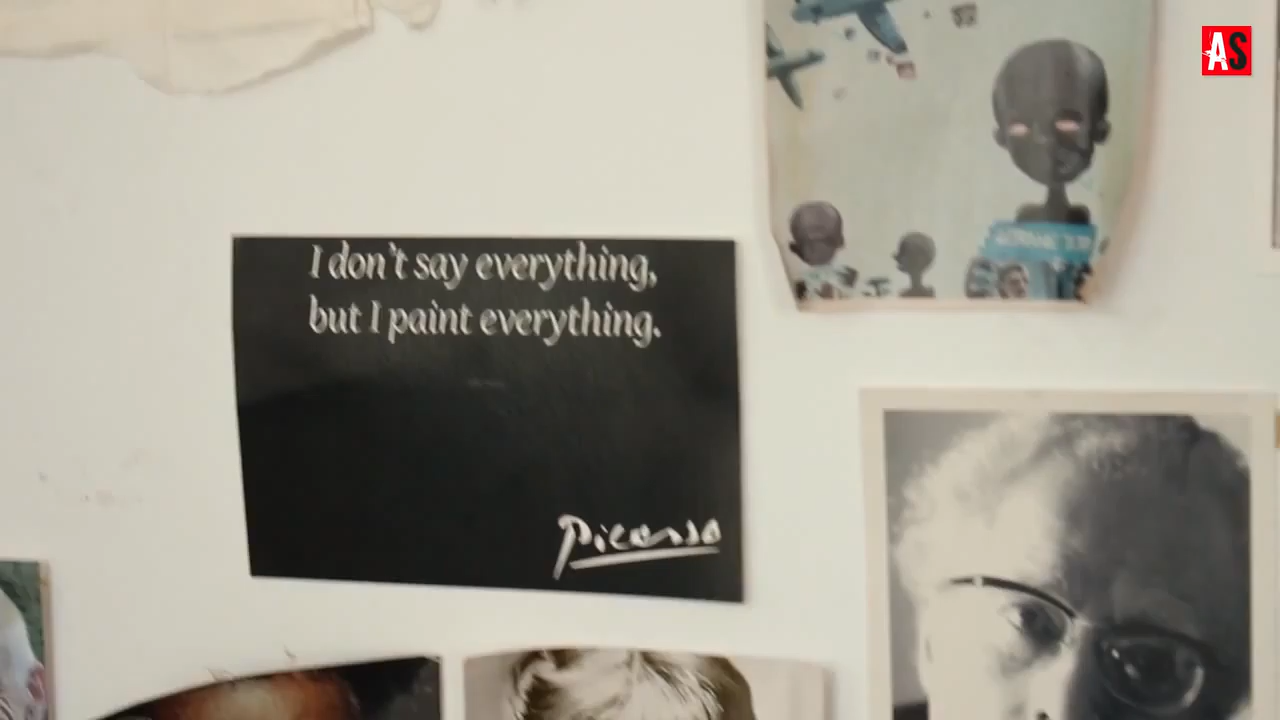 AS
I don't say everything,
but I paint everything.
Picasso